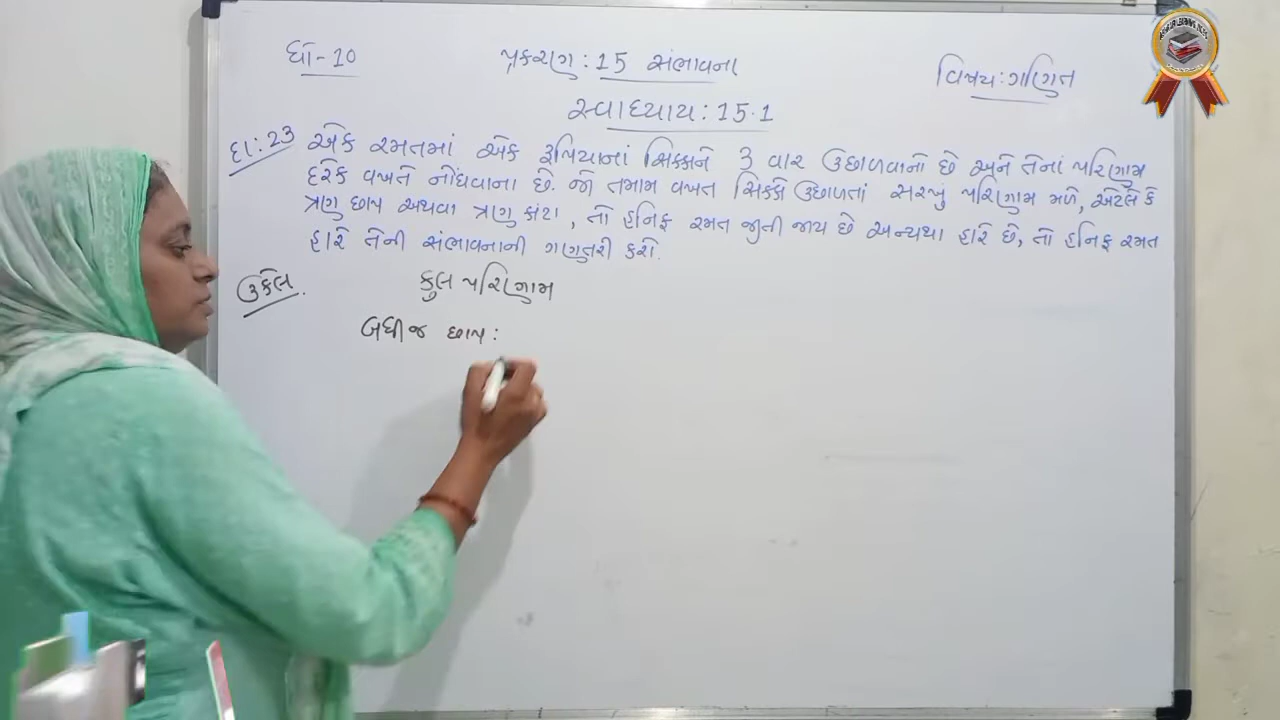 ધો-10
પ્રકરણ : 15 સંભાવના
વિષય: ગણિત
સ્વાધ્યાય : 15.1
દા: 23 એક રમતમાં એક રૂપિયાનાં સિક્કાને 3 વાર ઉછાળવાનો છે અને તેનાં પરિણામ
દરેક વખતે નોંધવાના છે. જો તમામ વખત સિક્કો ઉછાળતાં સરખું પરિણામ મળે, એટલે કે
ત્રણ છાપ અથવા ત્રણ કાંટા, તો હનિફ રમત જીતી જાય છે અન્યથા હારે છે, તો હનિફ રમત
હારે તેની સંભાવનાની ગણતરી કરો.
ઉકેલ.
કુલ પરિણામ
બધીજ છાપ :